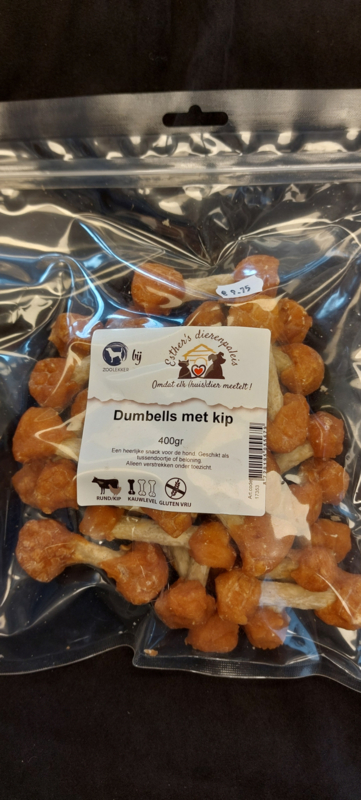 € 9.75
bij
ZOOLEKKER
Esther's dierenpaleis
Omdat elk (huis)dier meetelt!
Dumbells met kip
400gr
Een heerlijke snack voor de hond. Geschikt als
tussendoortje of beloning.
Alleen verstrekken onder toezicht.
RUND/KIP KAUWLEVEL GLUTEN VRIJ